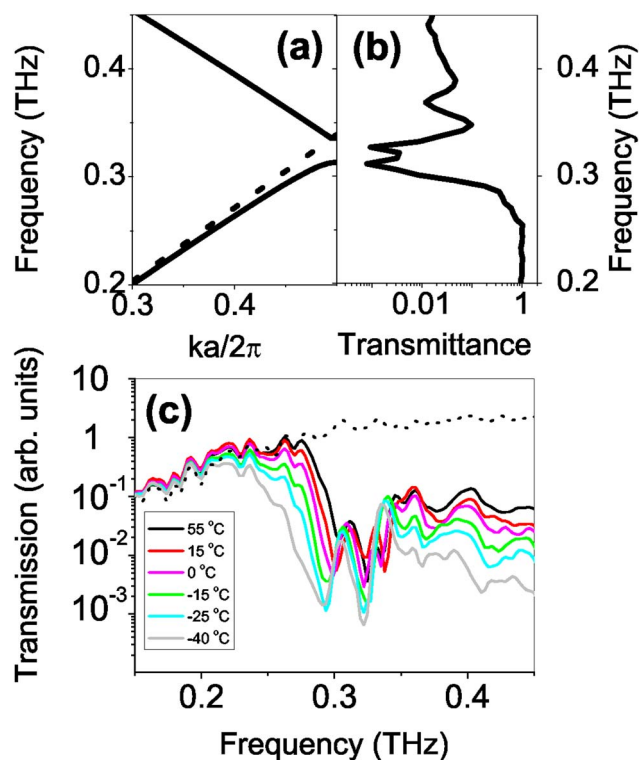 (a)
(b)
Frequency (THz)
0.4
0.3
0.2
0.3
0.4
ka/2π
0.01
1
Transmittance
0.4
0.3
0.2
Frequency (THz)
(c)
Transmission (arb. units)
10
1
10⁻¹
10⁻²
10⁻³
55 °C
15 °C
0 °C
-15 °C
-25 °C
-40 °C
0.2
0.3
0.4
Frequency (THz)